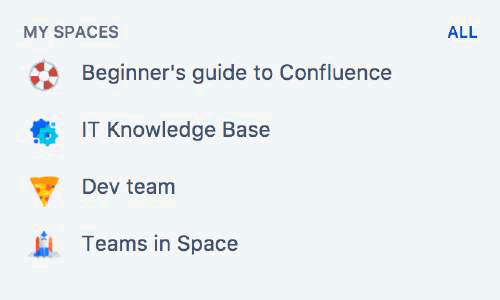 MY SPACES ALL
Beginner's guide to Confluence
IT Knowledge Base
Dev team
Teams in Space